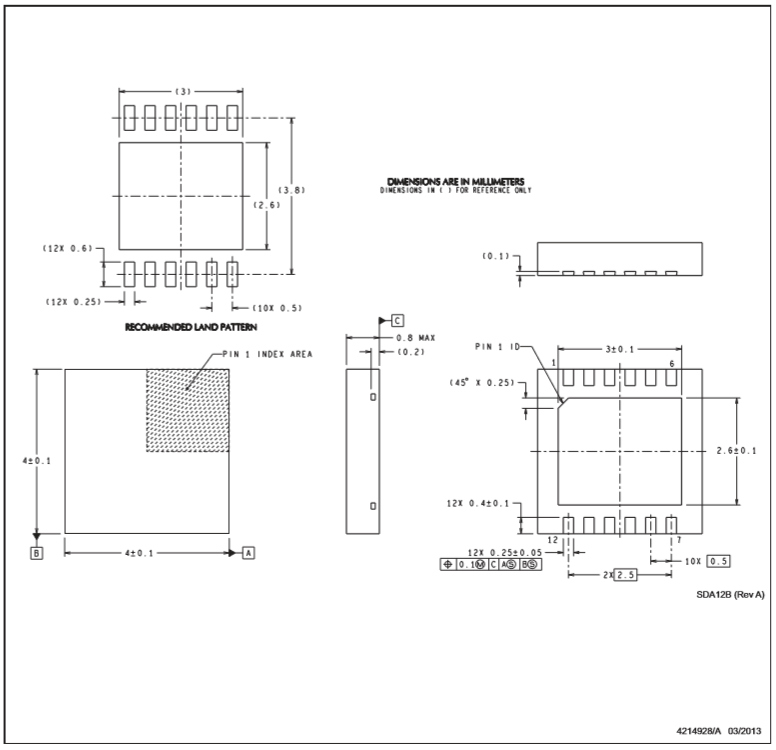 (3)
(3.8)
(2.6)
DIMENSIONS ARE IN MILLIMETERS
DIMENSIONS IN ( ) FOR REFERENCE ONLY
(12X 0.6)
(12X 0.25)
(10X 0.5)
RECOMMENDED LAND PATTERN
(0.1)
C
0.8 MAX
(0.2)
PIN 1 INDEX AREA
4±0.1
B
4±0.1
A
PIN 1 ID
3±0.1
1
6
(45° X 0.25)
2.6±0.1
12X 0.4±0.1
12
7
12X 0.25±0.05
⌖ 0.1Ⓜ C AⓈ BⓈ
10X 0.5
2X 2.5
SDA12B (Rev A)
4214928/A 03/2013